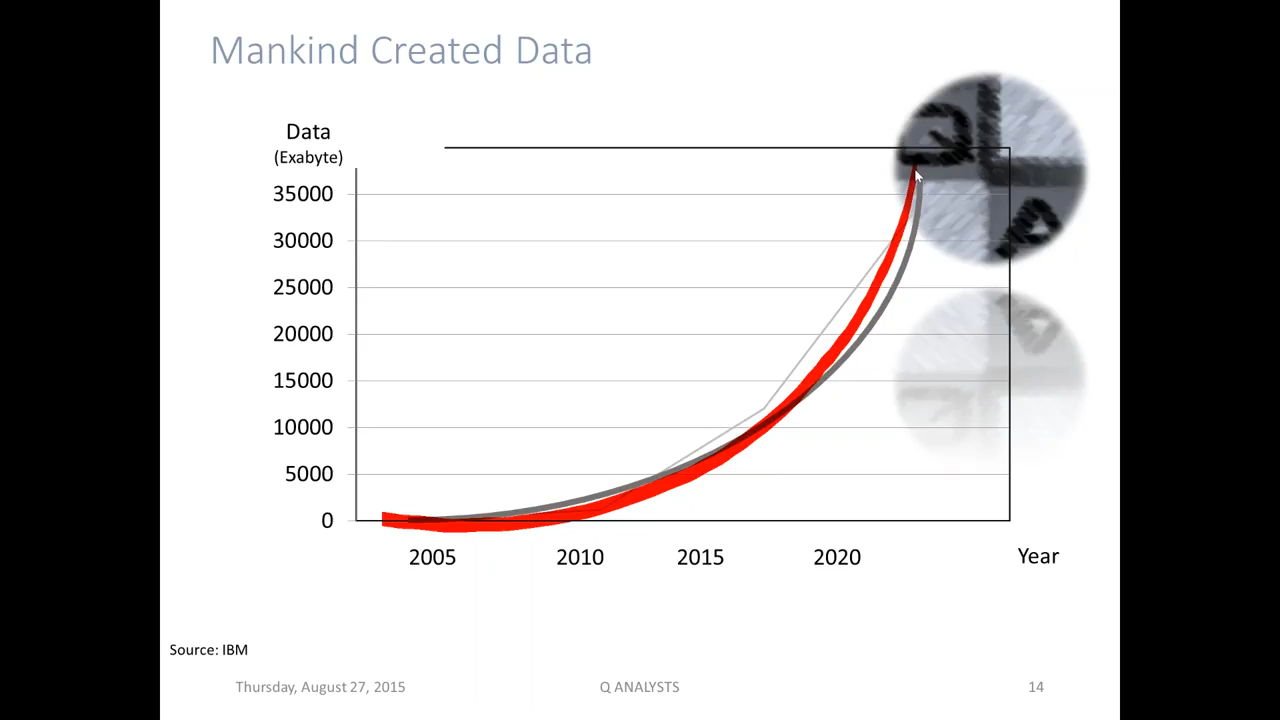 Mankind Created Data
Data
(Exabyte)
35000
30000
25000
20000
15000
10000
5000
0
2005 2010 2015 2020 Year
Source: IBM
Thursday, August 27, 2015 Q ANALYSTS 14
Q
A